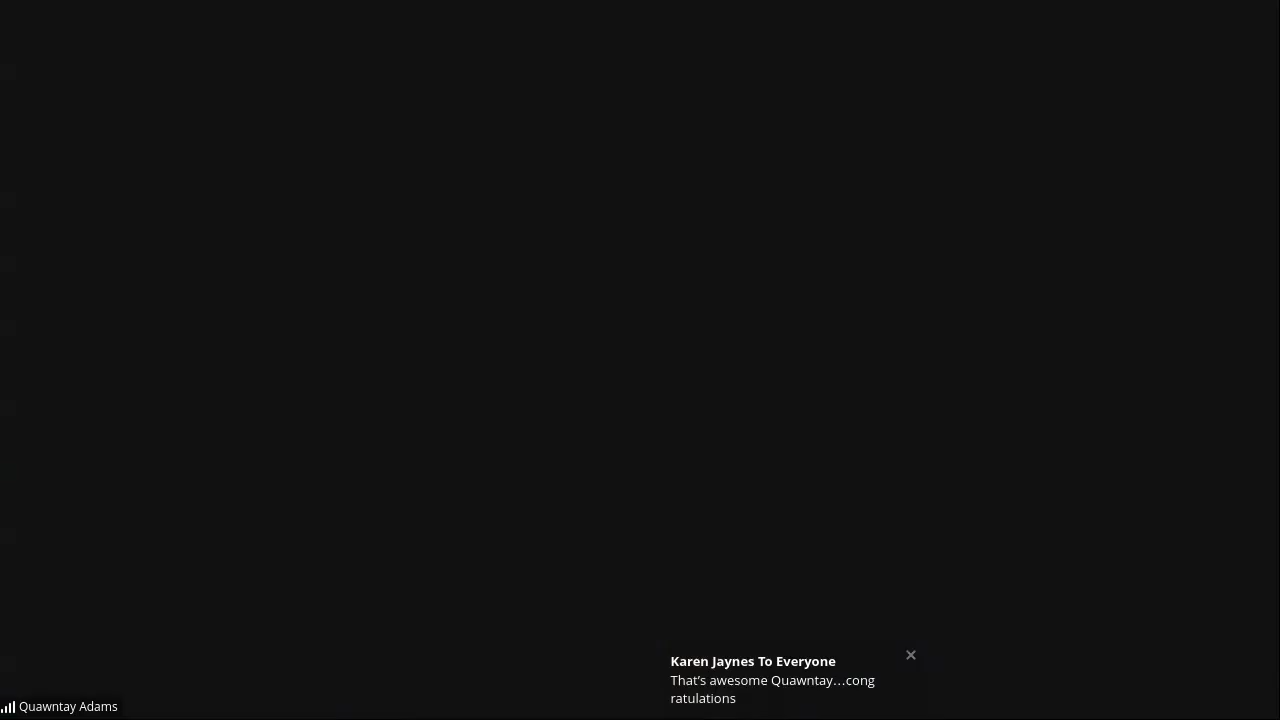 Karen Jaynes To Everyone
That's awesome Quawntay...cong
ratulations
Quawntay Adams